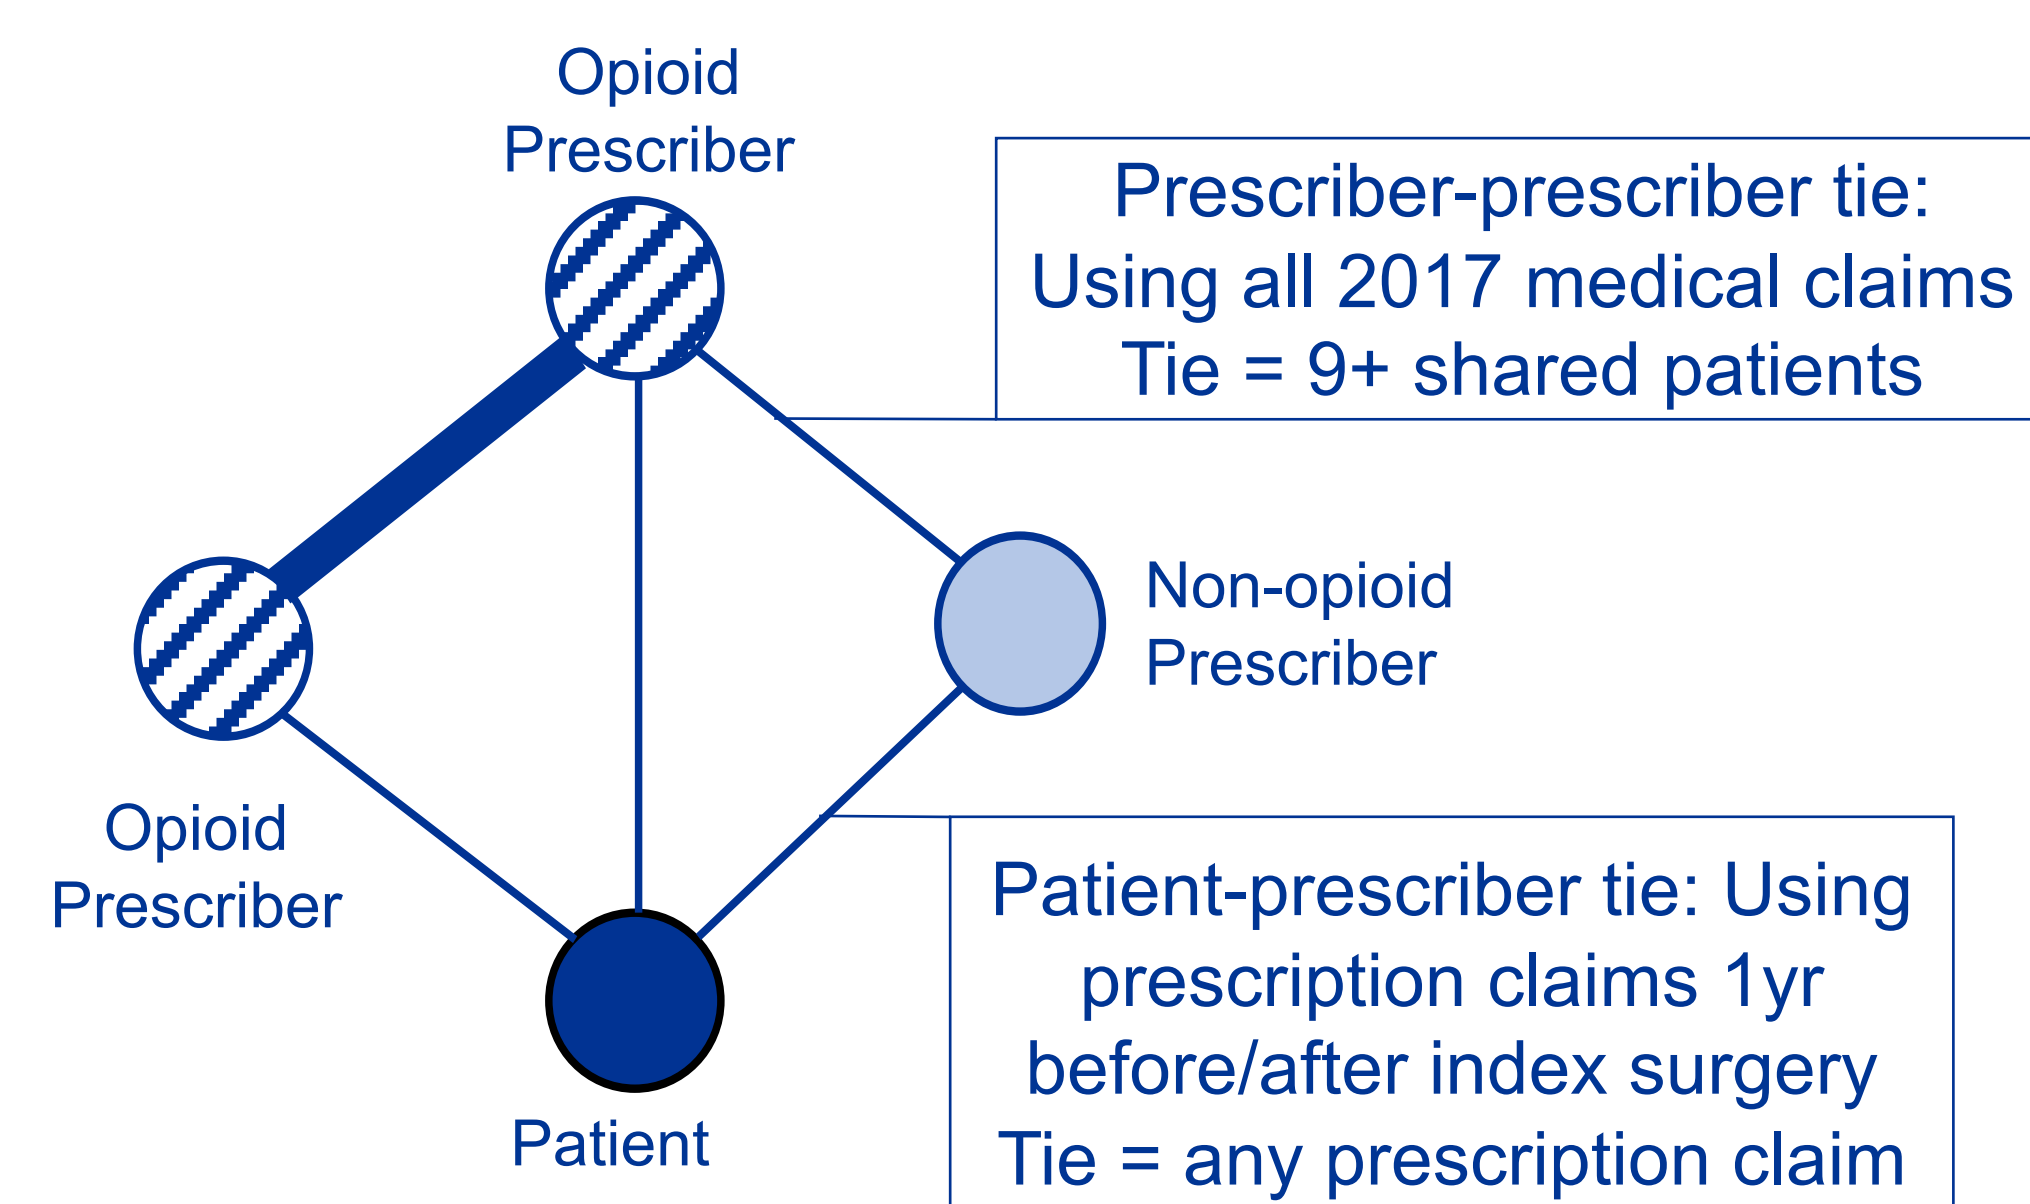 Opioid
Prescriber
Prescriber-prescriber tie:
Using all 2017 medical claims
Tie = 9+ shared patients
Non-opioid
Prescriber
Opioid
Prescriber
Patient-prescriber tie: Using
prescription claims 1yr
before/after index surgery
Tie = any prescription claim
Patient